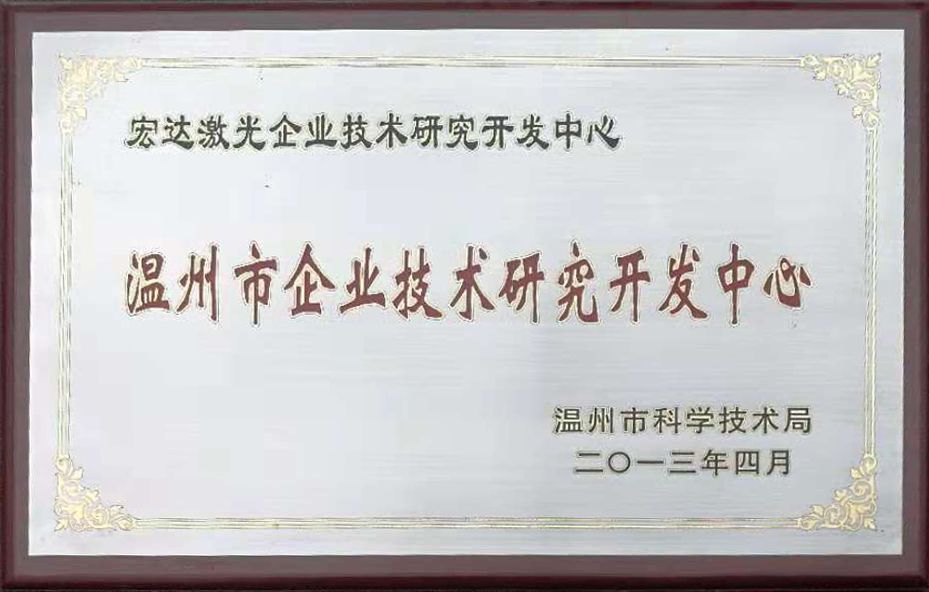 宏达激光企业技术研究开发中心
温州市企业技术研究开发中心
温州市科学技术局
二〇一三年四月